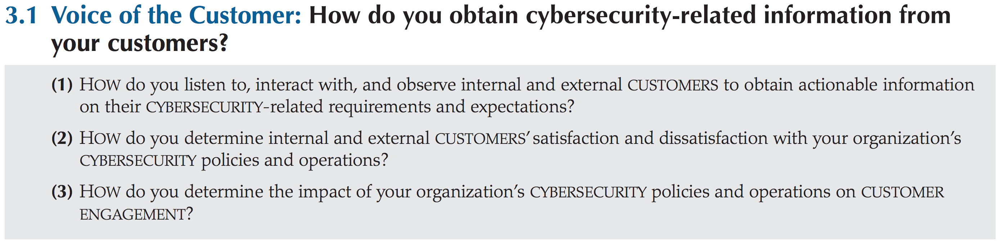 3.1 Voice of the Customer: How do you obtain cybersecurity-related information from
your customers?
(1) HOW do you listen to, interact with, and observe internal and external CUSTOMERS to obtain actionable information
on their CYBERSECURITY-related requirements and expectations?
(2) HOW do you determine internal and external CUSTOMERS’ satisfaction and dissatisfaction with your organization’s
CYBERSECURITY policies and operations?
(3) HOW do you determine the impact of your organization’s CYBERSECURITY policies and operations on CUSTOMER
ENGAGEMENT?